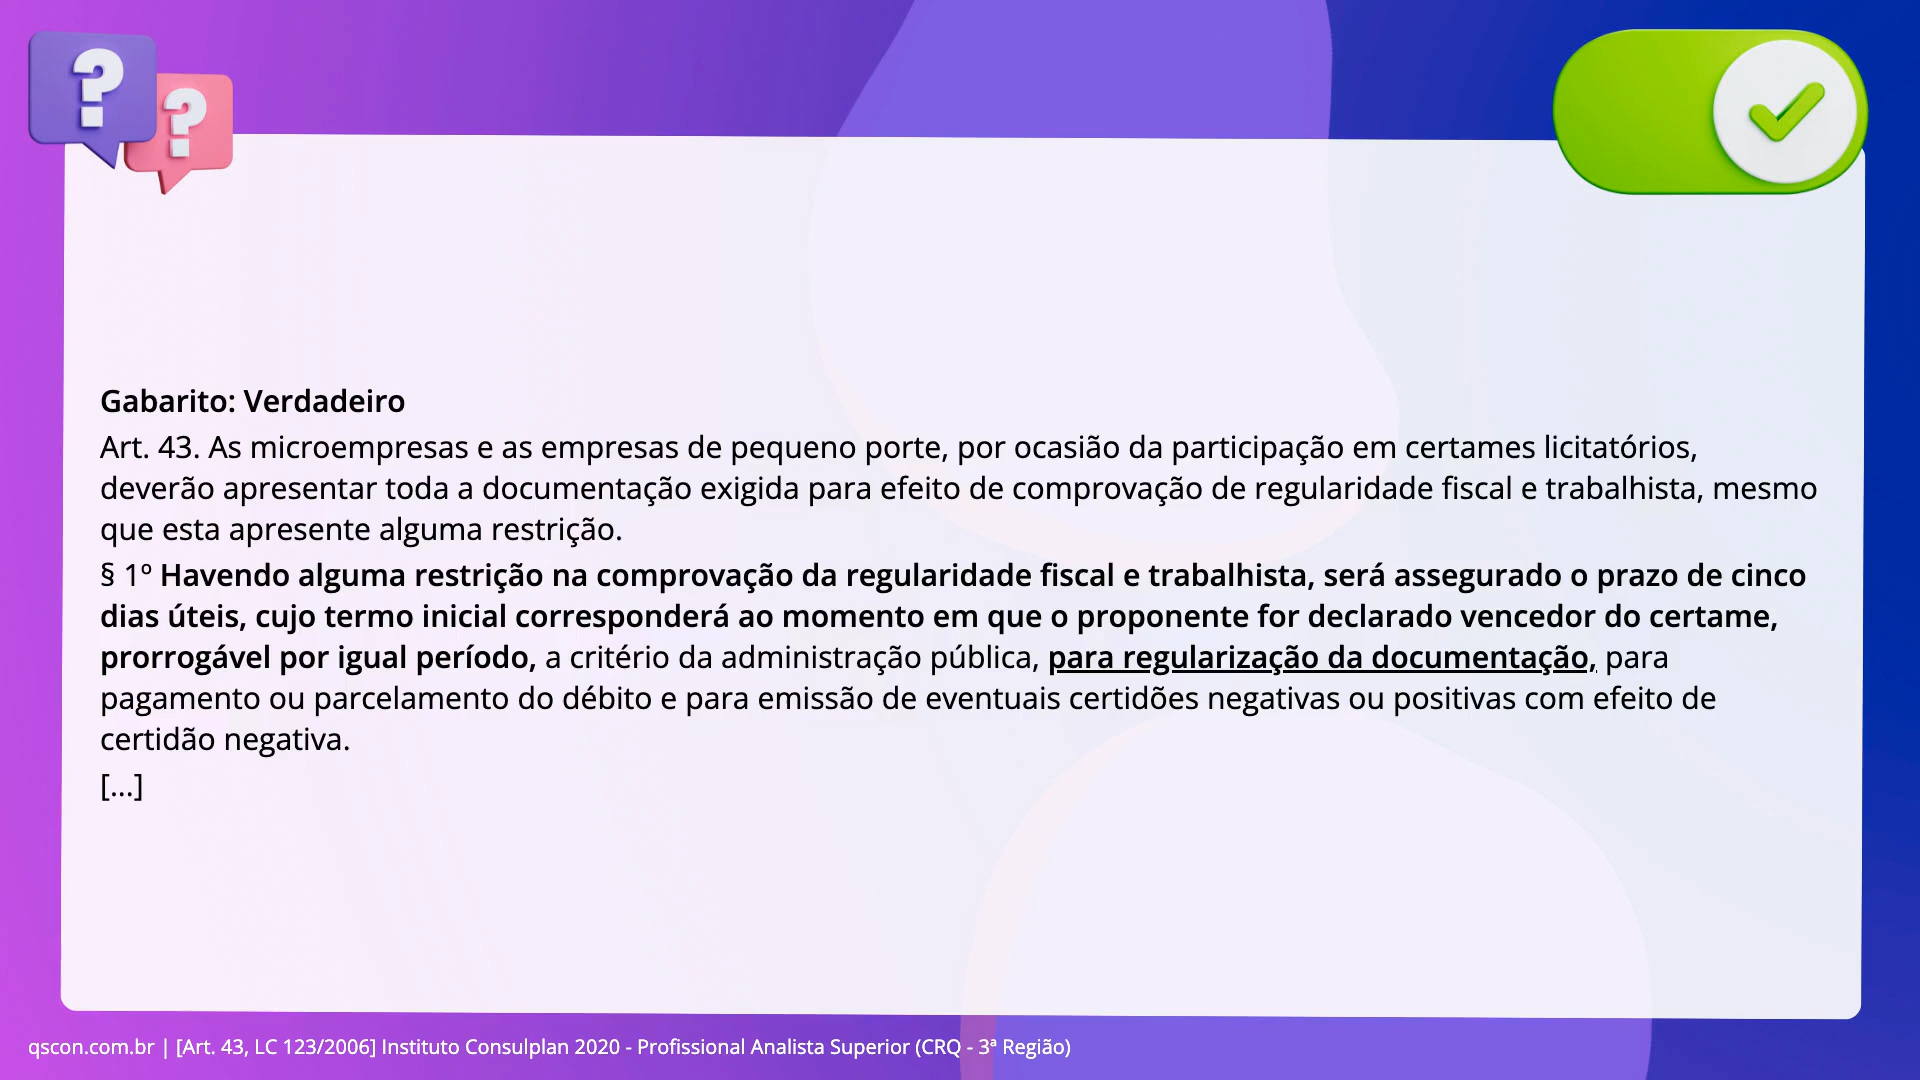 ? ?
Gabarito: Verdadeiro
Art. 43. As microempresas e as empresas de pequeno porte, por ocasião da participação em certames licitatórios,
deverão apresentar toda a documentação exigida para efeito de comprovação de regularidade fiscal e trabalhista, mesmo
que esta apresente alguma restrição.
§ 1º Havendo alguma restrição na comprovação da regularidade fiscal e trabalhista, será assegurado o prazo de cinco
dias úteis, cujo termo inicial corresponderá ao momento em que o proponente for declarado vencedor do certame,
prorrogável por igual período, a critério da administração pública, para regularização da documentação, para
pagamento ou parcelamento do débito e para emissão de eventuais certidões negativas ou positivas com efeito de
certidão negativa.
[...]
qscon.com.br | [Art. 43, LC 123/2006] Instituto Consulplan 2020 - Profissional Analista Superior (CRQ - 3ª Região)